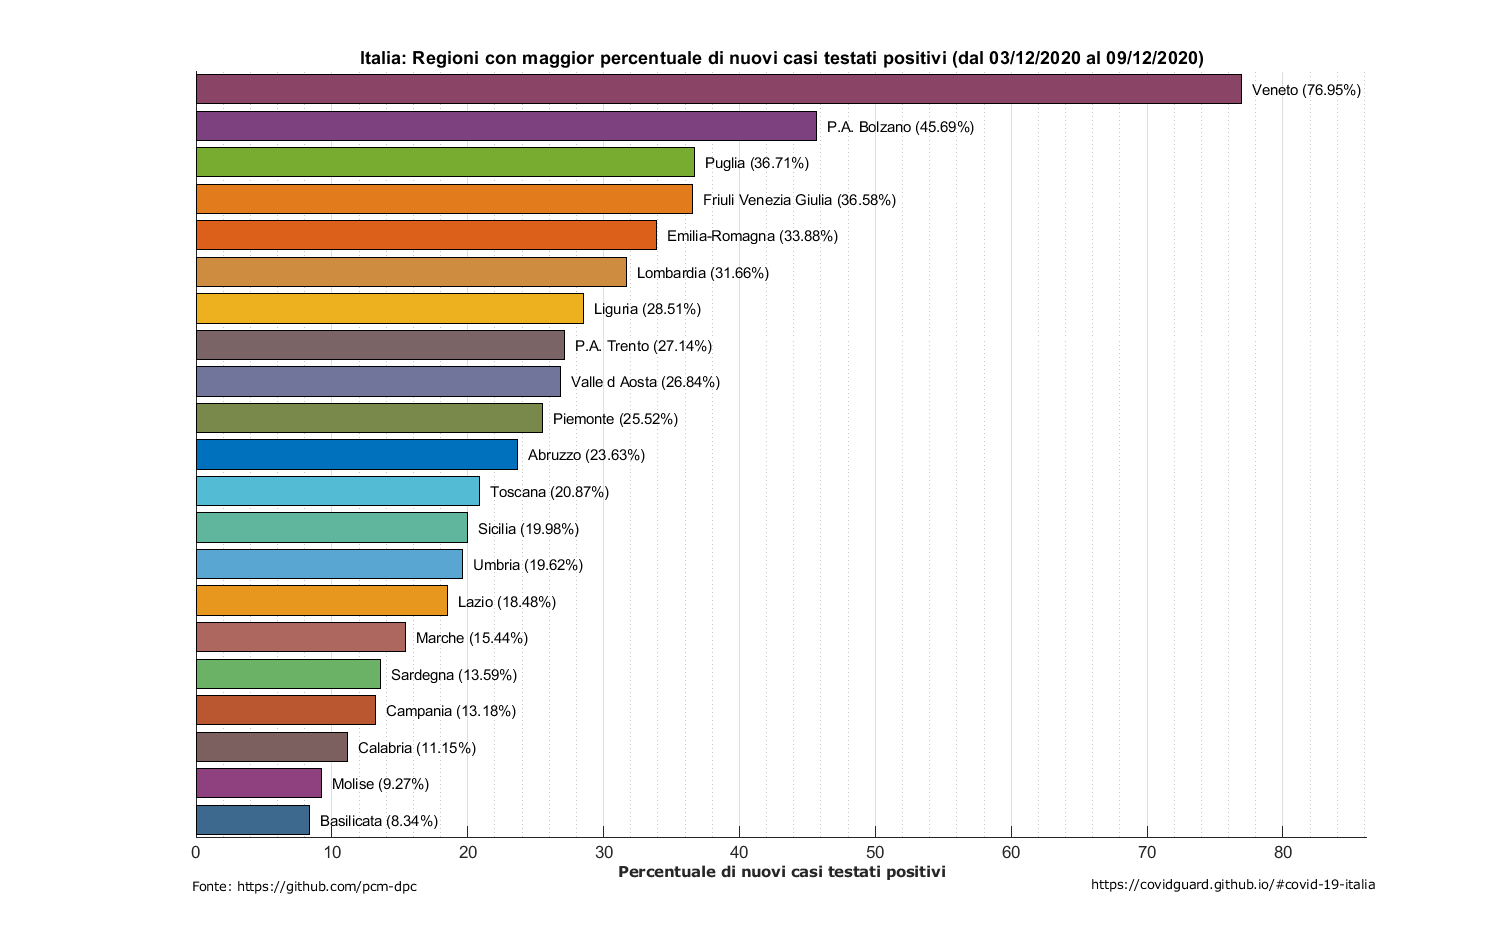 Italia: Regioni con maggior percentuale di nuovi casi testati positivi (dal 03/12/2020 al 09/12/2020)
Veneto (76.95%)
P.A. Bolzano (45.69%)
Puglia (36.71%)
Friuli Venezia Giulia (36.58%)
Emilia-Romagna (33.88%)
Lombardia (31.66%)
Liguria (28.51%)
P.A. Trento (27.14%)
Valle d Aosta (26.84%)
Piemonte (25.52%)
Abruzzo (23.63%)
Toscana (20.87%)
Sicilia (19.98%)
Umbria (19.62%)
Lazio (18.48%)
Marche (15.44%)
Sardegna (13.59%)
Campania (13.18%)
Calabria (11.15%)
Molise (9.27%)
Basilicata (8.34%)
0 10 20 30 40 50 60 70 80
Percentuale di nuovi casi testati positivi
Fonte: https://github.com/pcm-dpc
https://covidguard.github.io/#covid-19-italia